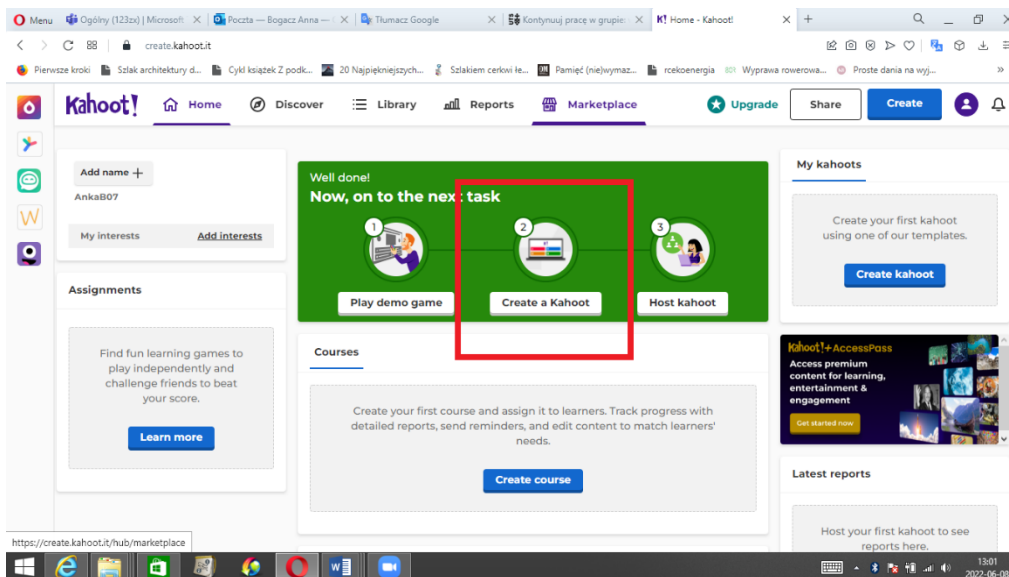 Menu
Ogólny (123zx) | Microsoft
Poczta — Bogacz Anna —
Tłumacz Google
Kontynuuj pracę w grupie:
K! Home - Kahoot!
create.kahoot.it
Pierwsze kroki
Szlak architektury d...
Cykl książek Z podk...
20 Najpiękniejszych...
Szlakiem cerkwi łe...
Pamięć (nie)wymaz...
rcekoenergia
Wyprawa rowerowa...
Proste dania na wyj...
Kahoot!
Home
Discover
Library
Reports
Marketplace
Upgrade
Share
Create
Add name +
AnkaB07
My interests
Add interests
Assignments
Find fun learning games to
play independently and
challenge friends to beat
your score.
Learn more
Well done!
Now, on to the next task
1
2
3
Play demo game
Create a Kahoot
Host kahoot
Courses
Create your first course and assign it to learners. Track progress with
detailed reports, send reminders, and edit content to match learners'
needs.
Create course
My kahoots
Create your first kahoot
using one of our templates.
Create kahoot
Kahoot!+AccessPass
Access premium
content for learning,
entertainment &
engagement
Get started now
Latest reports
Host your first kahoot to see
reports here.
https://create.kahoot.it/hub/marketplace
13:01
2022-06-08